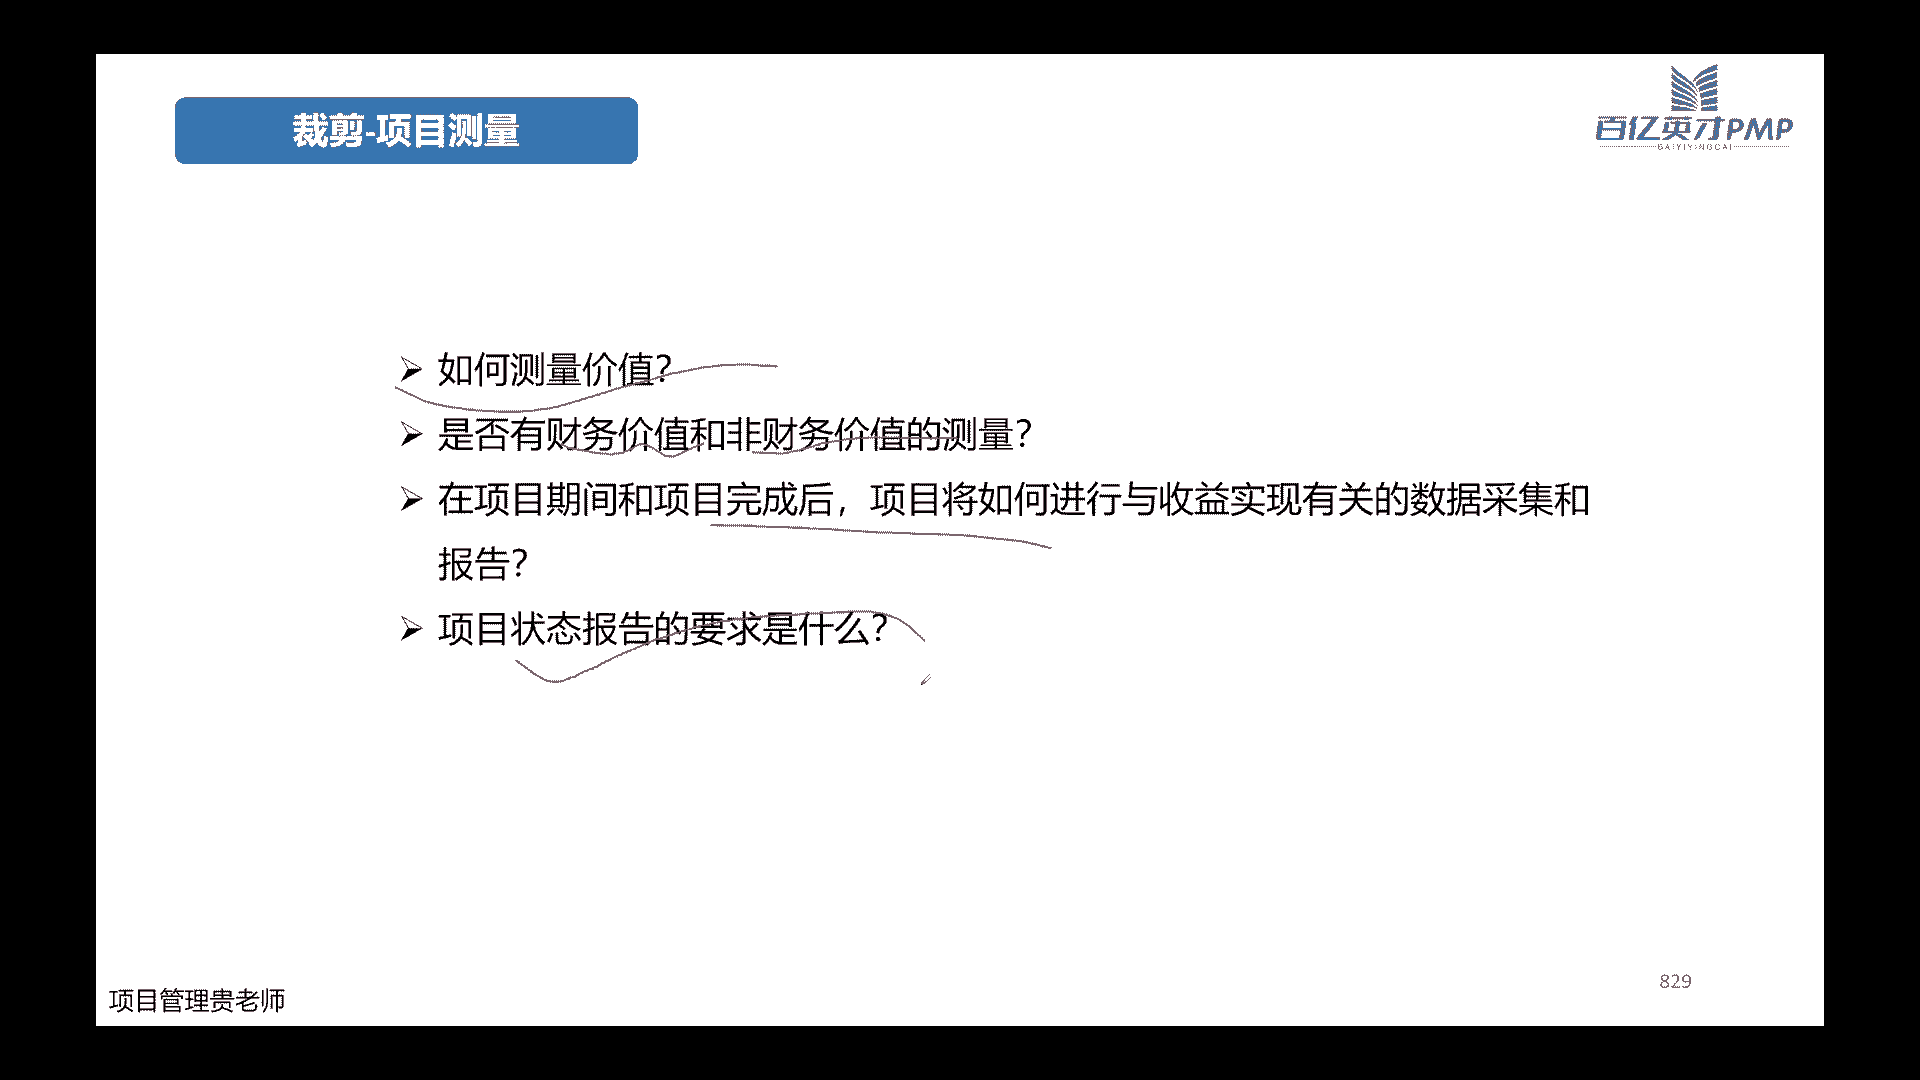 裁剪-项目测量
百亿英才PMP
BAIYIYINGCAI
➢ 如何测量价值？
➢ 是否有财务价值和非财务价值的测量？
➢ 在项目期间和项目完成后，项目将如何进行与收益实现有关的数据采集和
报告？
➢ 项目状态报告的要求是什么？
829
项目管理贵老师